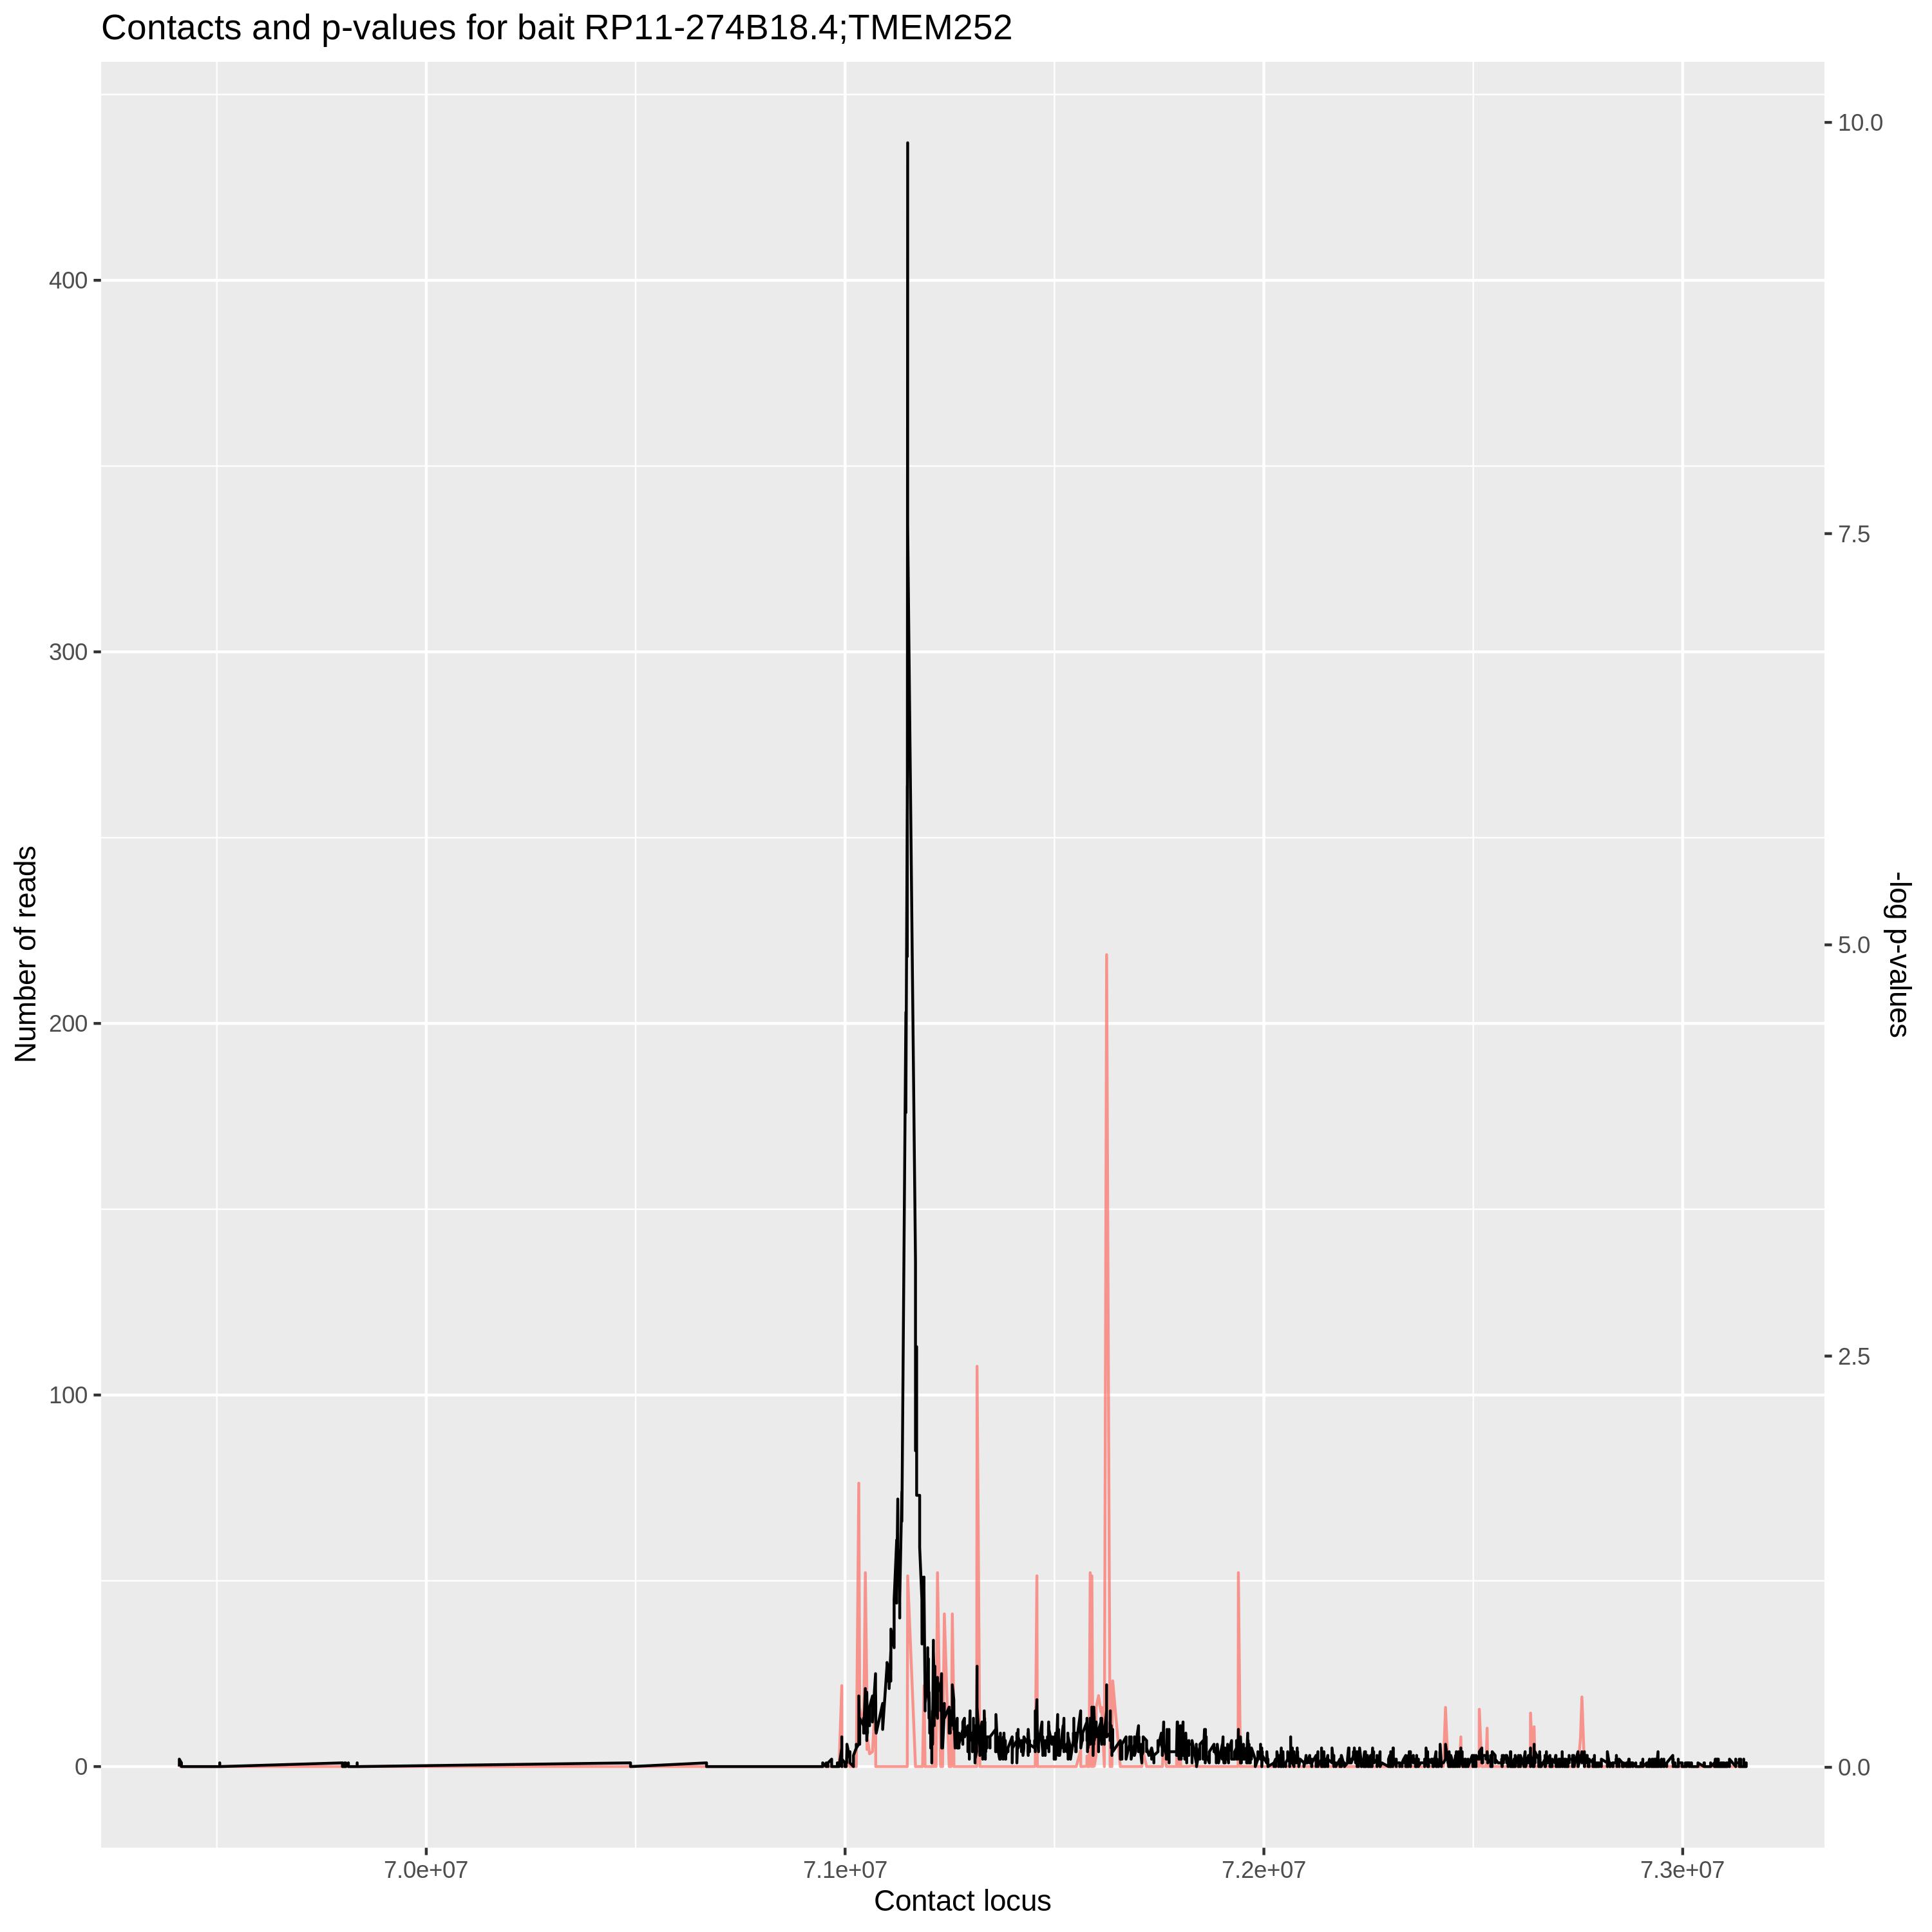 Contacts and p-values for bait RP11-274B18.4;TMEM252
Number of reads
400
300
200
100
0
10.0
7.5
5.0
2.5
0.0
-log p-values
7.0e+07 7.1e+07 7.2e+07 7.3e+07
Contact locus